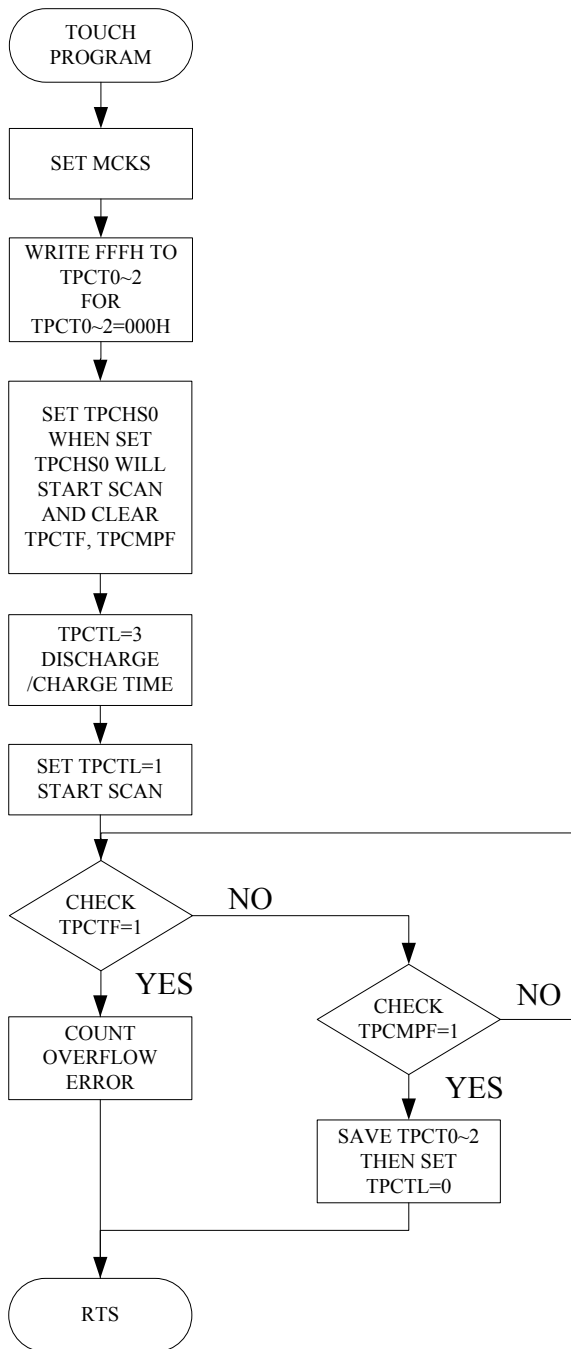 TOUCH
PROGRAM
SET MCKS
WRITE FFFH TO
TPCT0~2
FOR
TPCT0~2=000H
SET TPCHS0
WHEN SET
TPCHS0 WILL
START SCAN
AND CLEAR
TPCTF, TPCMPF
TPCTL=3
DISCHARGE
/CHARGE TIME
SET TPCTL=1
START SCAN
CHECK
TPCTF=1
NO
YES
CHECK
TPCMPF=1
NO
COUNT
OVERFLOW
ERROR
YES
SAVE TPCT0~2
THEN SET
TPCTL=0
RTS